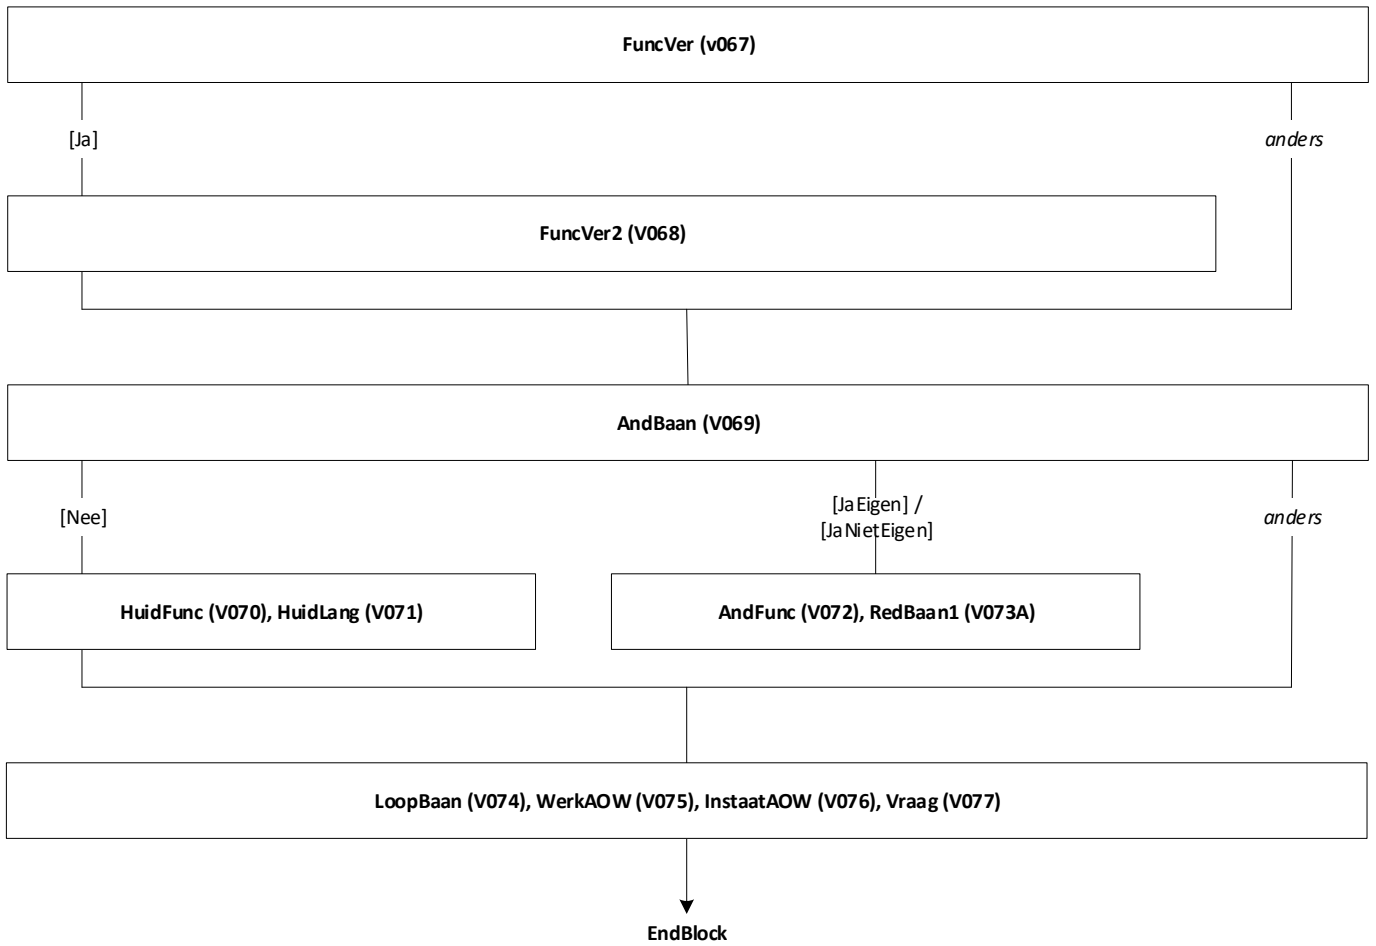 FuncVer (v067)
[Ja]
anders
FuncVer2 (V068)
AndBaan (V069)
[Nee]
[JaEigen] /
[JaNietEigen]
anders
HuidFunc (V070), HuidLang (V071)
AndFunc (V072), RedBaan1 (V073A)
LoopBaan (V074), WerkAOW (V075), InstaatAOW (V076), Vraag (V077)
EndBlock